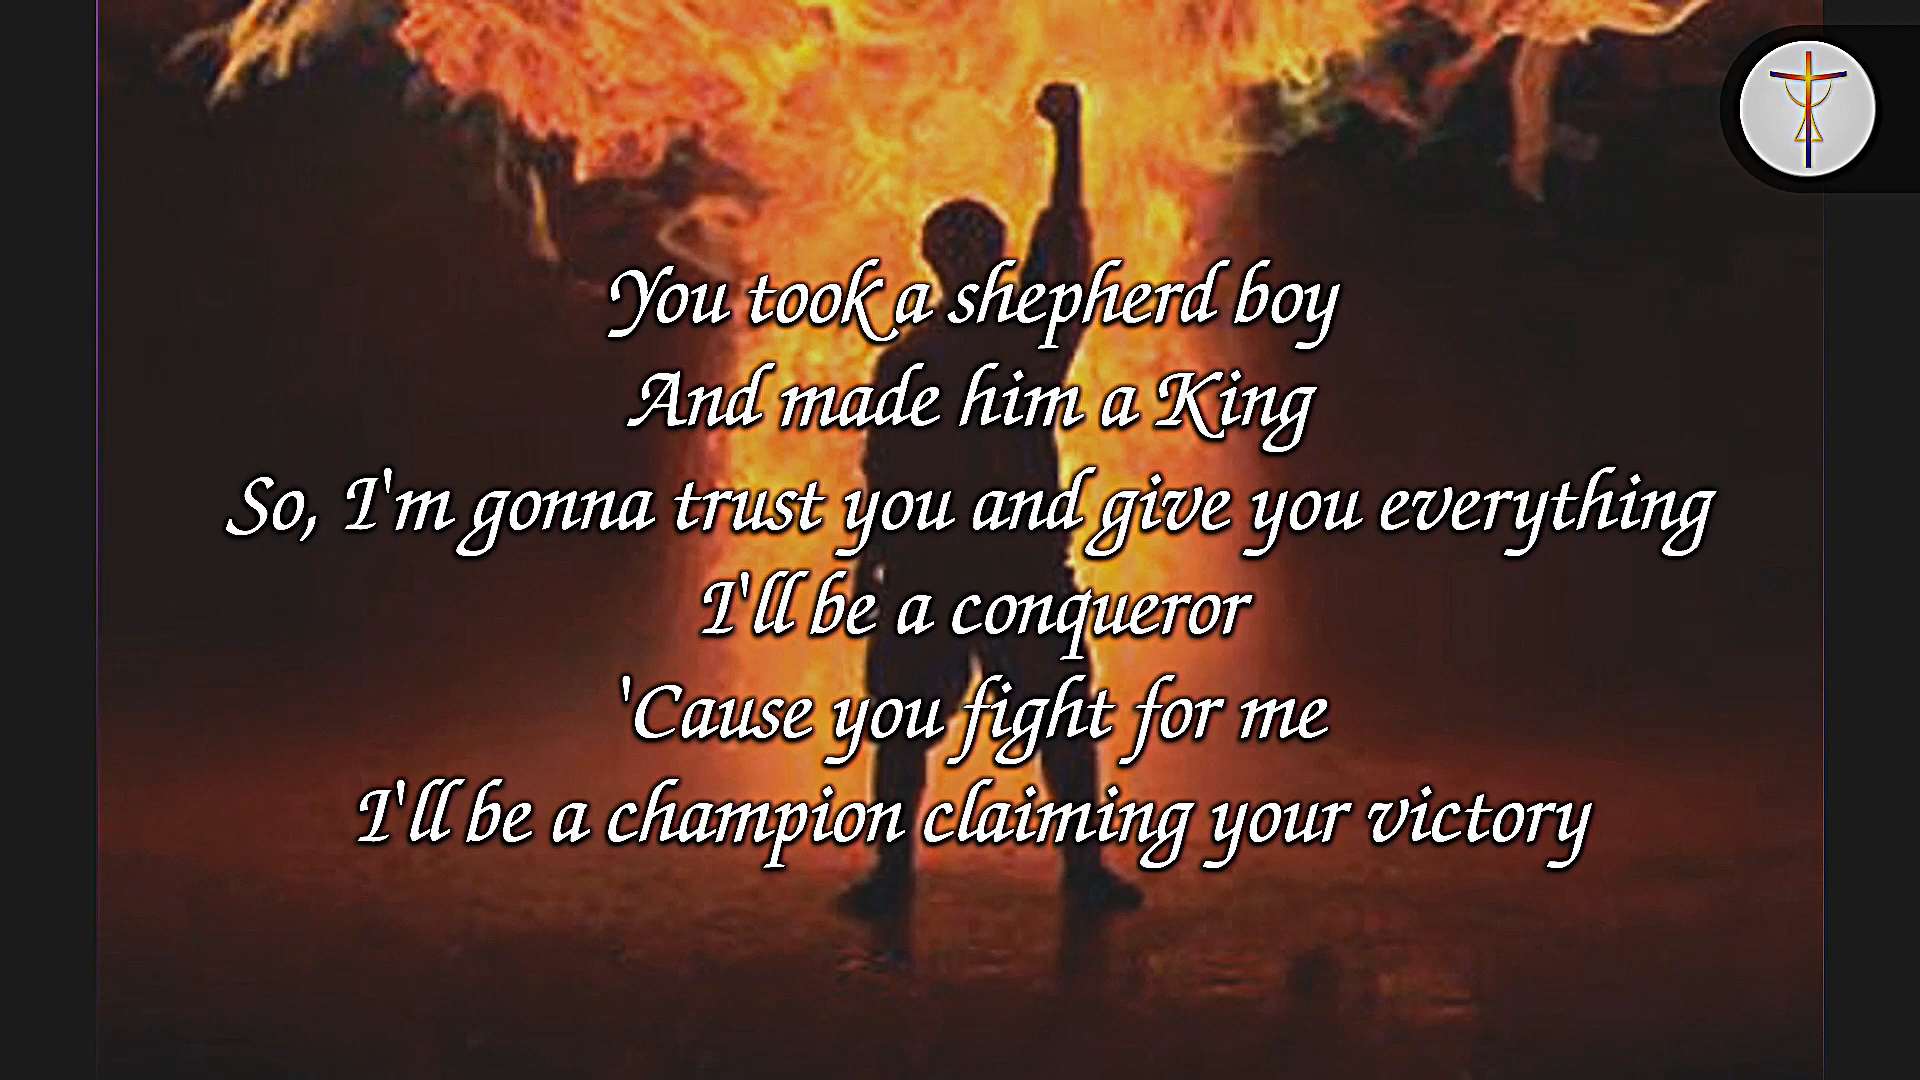 You took a shepherd boy
And made him a King
So, I'm gonna trust you and give you everything
I'll be a conqueror
'Cause you fight for me
I'll be a champion claiming your victory